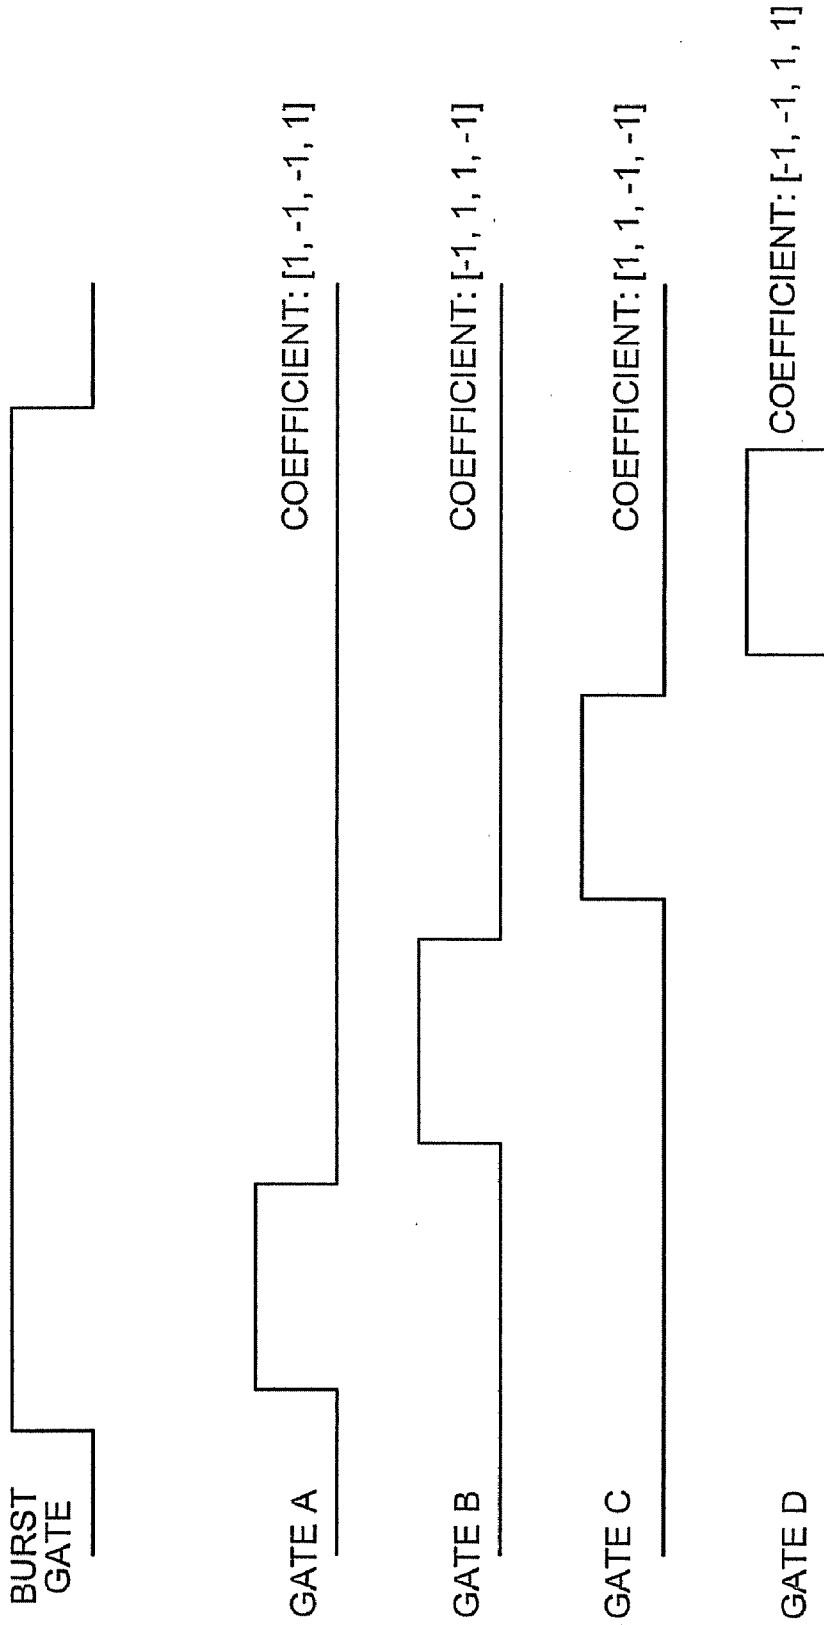 BURST
GATE
GATE A
COEFFICIENT: [1, -1, -1, 1]
GATE B
COEFFICIENT: [-1, 1, 1, -1]
GATE C
COEFFICIENT: [1, 1, -1, -1]
GATE D
COEFFICIENT: [-1, -1, 1, 1]